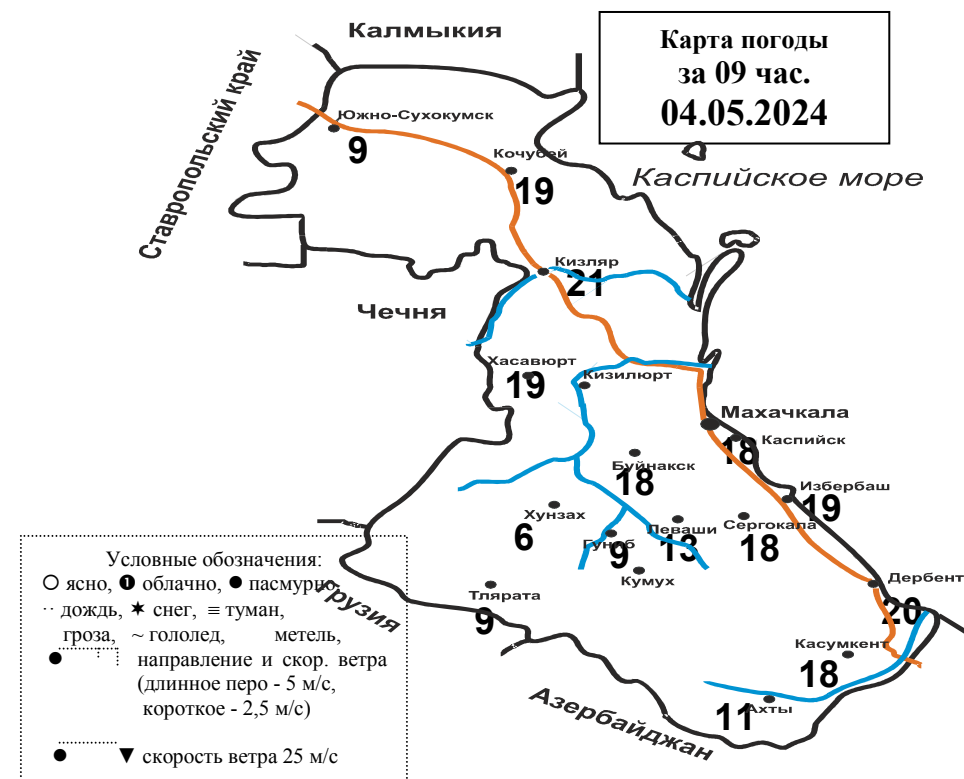 Калмыкия
Карта погоды
за 09 час.
04.05.2024
Ставропольский край
Южно-Сухокумск
9
Кочубей
19
Каспийское море
Кизляр
21
Чечня
Хасавюрт
19
Кизилюрт
Махачкала
Каспийск
18
Буйнакск
18
Избербаш
19
Хунзах
6
Гуниб
9
Леваши
13
Сергокала
18
Кумух
Тлярата
9
Дербент
20
Касумкент
18
Ахты
11
Грузия
Азербайджан
Условные обозначения:
ясно, ❶ облачно, ● пасмурно,
·· дождь, ✶ снег, ≡ туман,
гроза, ~ гололед, метель,
направление и скор. ветра
(длинное перо - 5 м/с,
короткое - 2,5 м/с)
● ▼ скорость ветра 25 м/с